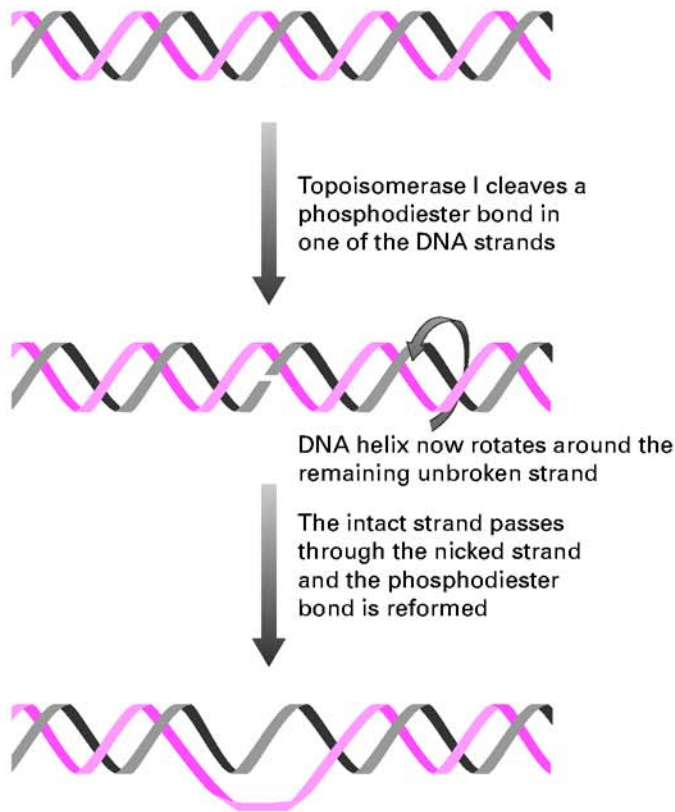 Topoisomerase I cleaves a
phosphodiester bond in
one of the DNA strands
DNA helix now rotates around the
remaining unbroken strand
The intact strand passes
through the nicked strand
and the phosphodiester
bond is reformed